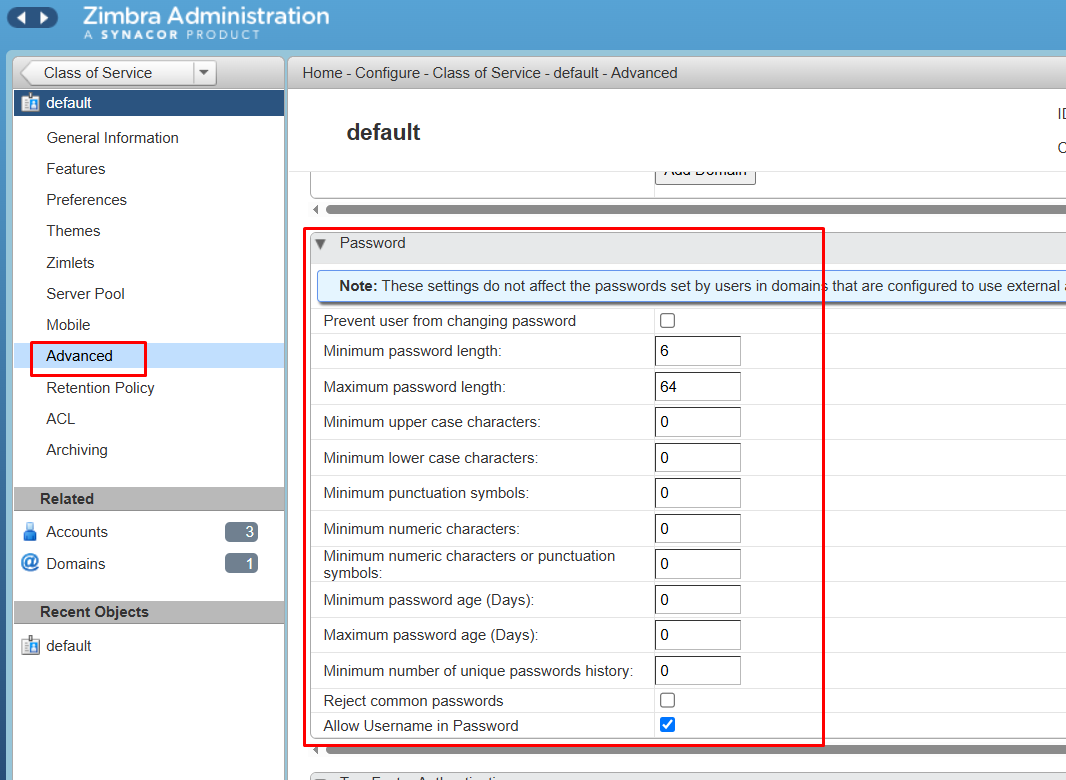 Zimbra Administration
A SYNACOR PRODUCT
Class of Service
Home - Configure - Class of Service - default - Advanced
default
General Information
Features
Preferences
Themes
Zimlets
Server Pool
Mobile
Advanced
Retention Policy
ACL
Archiving
Related
Accounts 3
Domains 1
Recent Objects
default
default
Add Domain
Password
Note: These settings do not affect the passwords set by users in domains that are configured to use external
Prevent user from changing password
Minimum password length: 6
Maximum password length: 64
Minimum upper case characters: 0
Minimum lower case characters: 0
Minimum punctuation symbols: 0
Minimum numeric characters: 0
Minimum numeric characters or punctuation
symbols: 0
Minimum password age (Days): 0
Maximum password age (Days): 0
Minimum number of unique passwords history: 0
Reject common passwords
Allow Username in Password